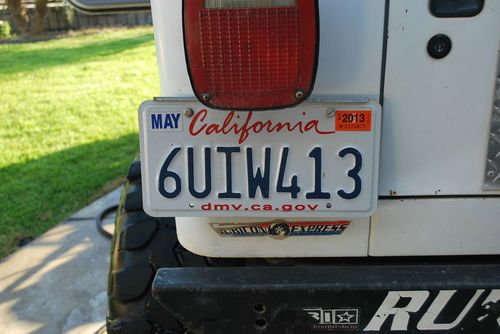 MAY California 2013
6UIW413
dmv.ca.gov
EXPRESS
RU